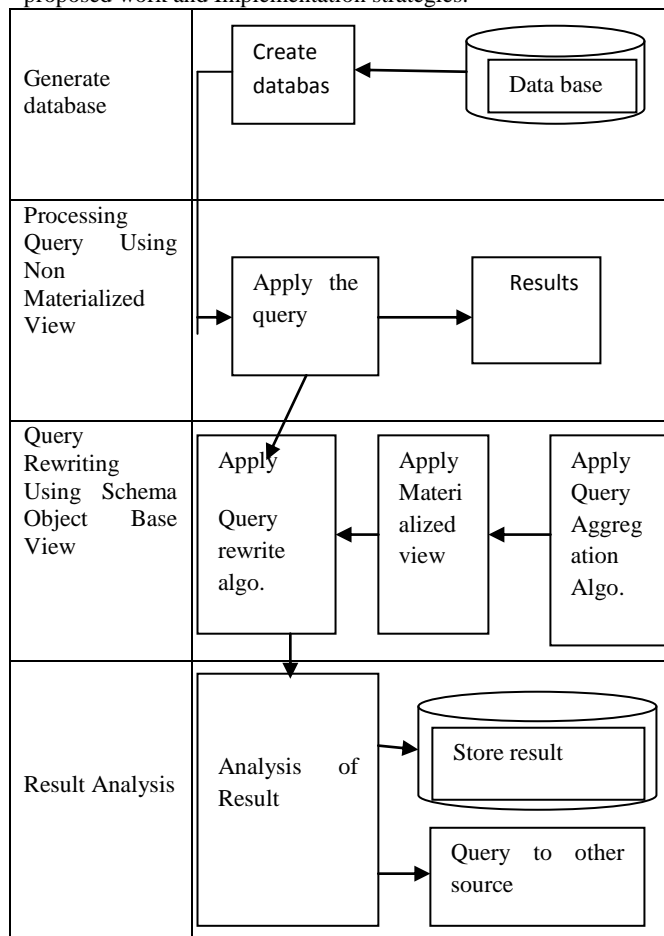 proposed work and Implementation strategies.
Generate
database
Create
databas
Data base
Processing
Query Using
Non
Materialized
View
Apply the
query
Results
Query
Rewriting
Using Schema
Object Base
View
Apply
Query
rewrite
algo.
Apply
Materi
alized
view
Apply
Query
Aggreg
ation
Algo.
Result Analysis
Analysis of
Result
Store result
Query to other
source